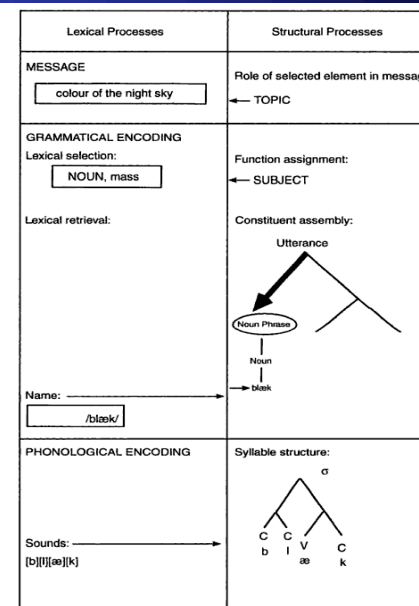 Lexical Processes
Structural Processes
MESSAGE
colour of the night sky
Role of selected element in messag
TOPIC
GRAMMATICAL ENCODING
Lexical selection:
NOUN, mass
Function assignment:
SUBJECT
Lexical retrieval:
Constituent assembly:
Utterance
Noun Phrase
Noun
blæk
Name:
/blæk/
PHONOLOGICAL ENCODING
Syllable structure:
σ
C C V C
b l æ k
Sounds:
[b][l][æ][k]